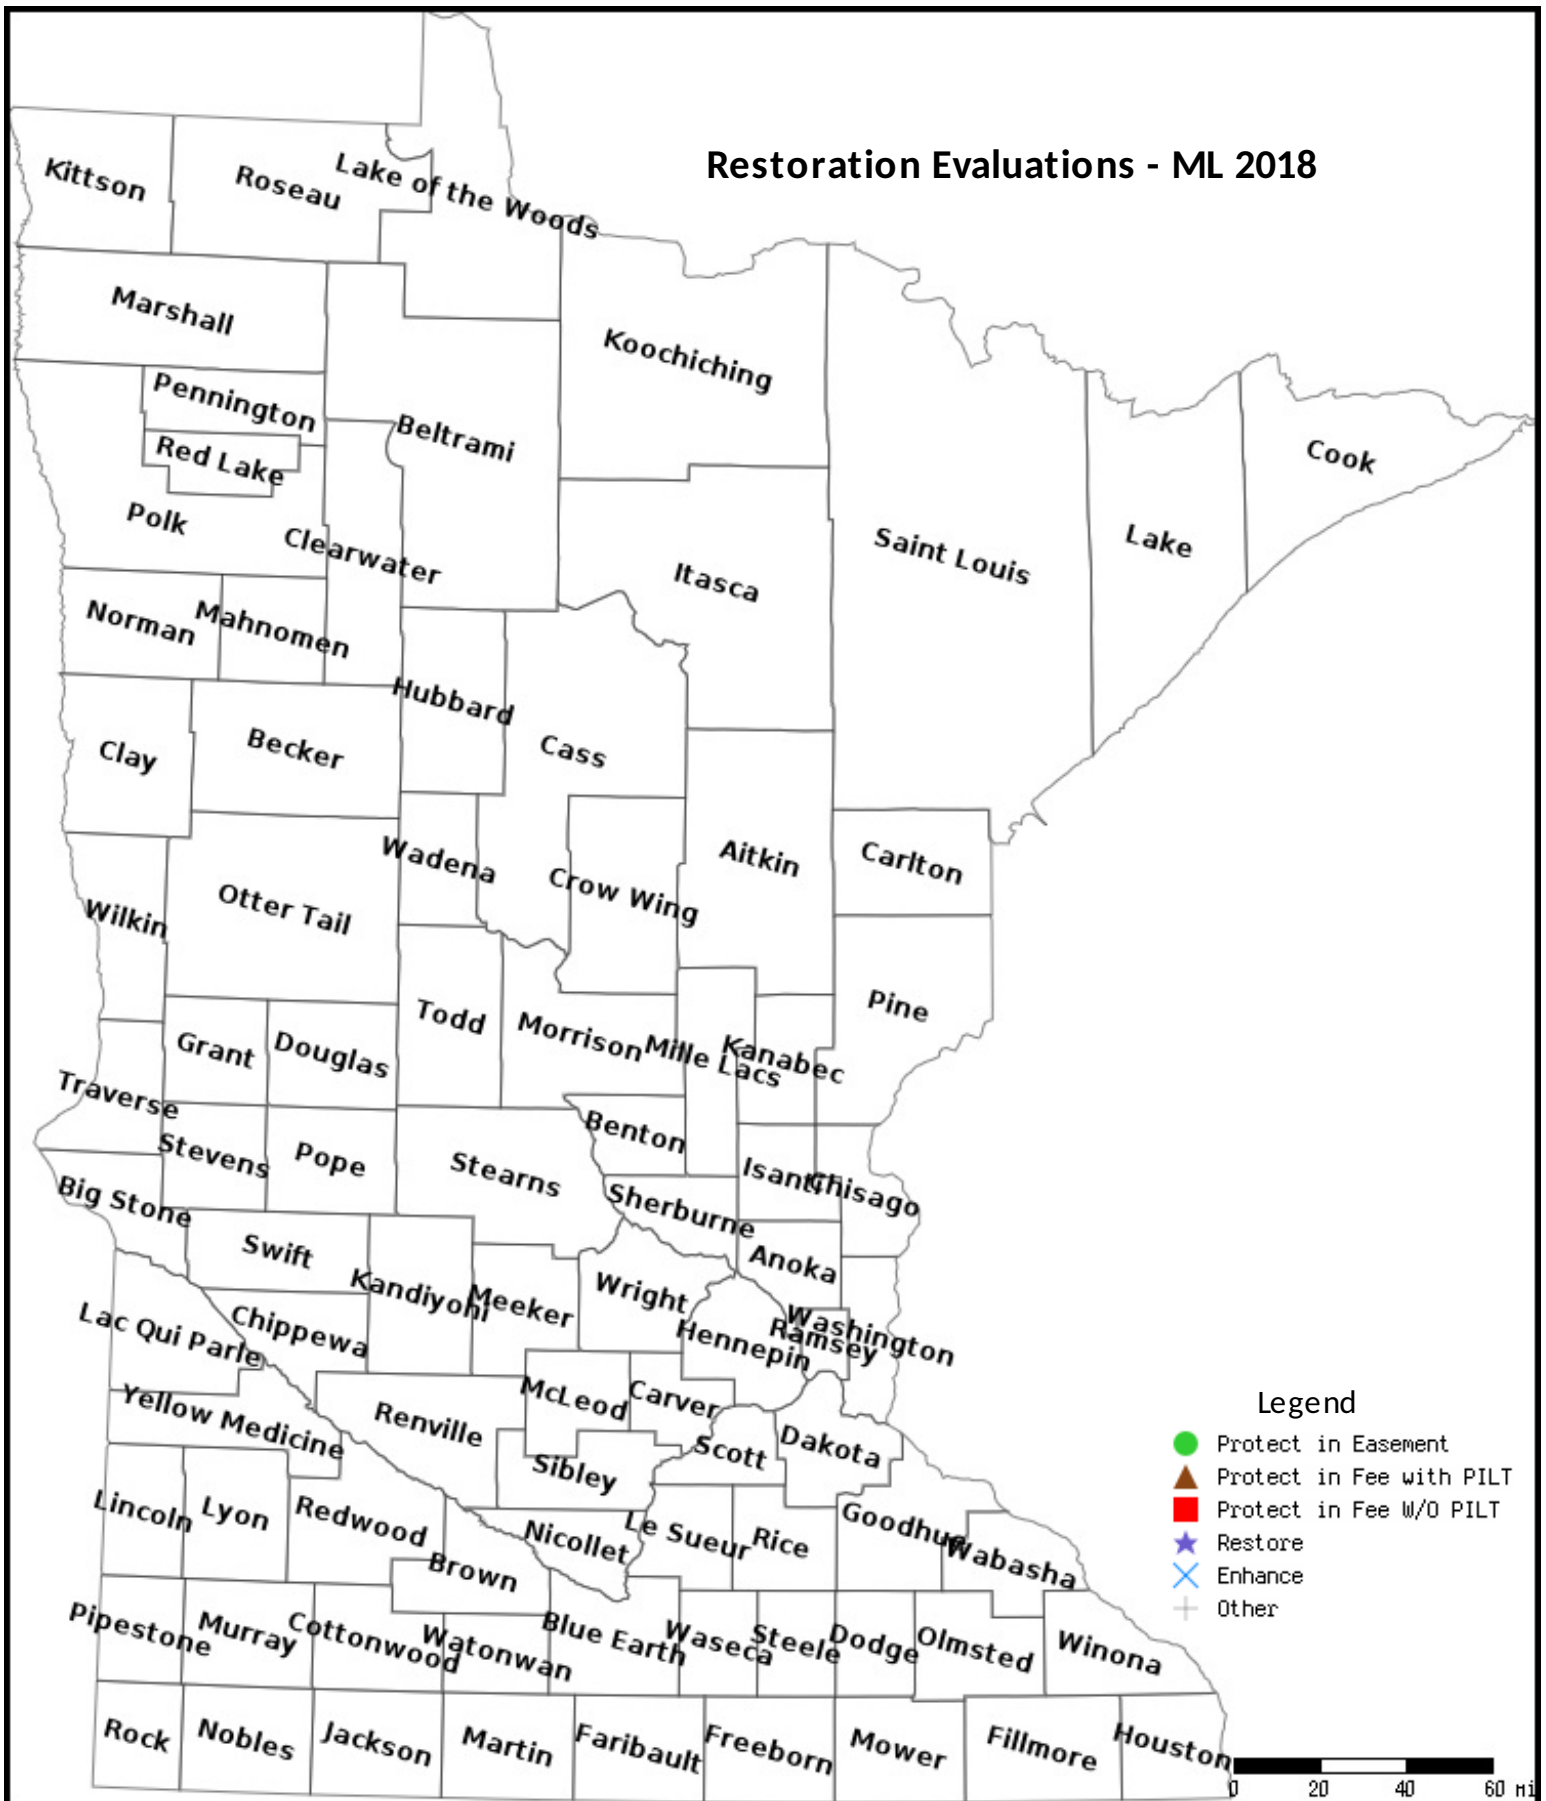 Restoration Evaluations - ML 2018
Kittson
Roseau
Lake of the Woods
Marshall
Koochiching
Pennington
Beltrami
Red Lake
Cook
Polk
Clearwater
Saint Louis
Lake
Itasca
Norman
Mahnomen
Hubbard
Clay
Becker
Cass
Wadena
Aitkin
Carlton
Crow Wing
Otter Tail
Wilkin
Todd
Pine
Morrison
Mille Lacs
Kanabec
Grant
Douglas
Traverse
Benton
Stevens
Pope
Stearns
Isanti
Chisago
Big Stone
Sherburne
Swift
Anoka
Kandiyohi
Meeker
Wright
Lac Qui Parle
Chippewa
Hennepin
Ramsey
Washington
McLeod
Carver
Yellow Medicine
Renville
Scott
Dakota
Sibley
Lincoln
Lyon
Redwood
Nicollet
Le Sueur
Rice
Goodhue
Wabasha
Brown
Pipestone
Murray
Cottonwood
Watonwan
Blue Earth
Waseca
Steele
Dodge
Olmsted
Winona
Rock
Nobles
Jackson
Martin
Faribault
Freeborn
Mower
Fillmore
Houston
Legend
Protect in Easement
Protect in Fee with PILT
Protect in Fee W/O PILT
Restore
Enhance
Other
0 20 40 60 mi